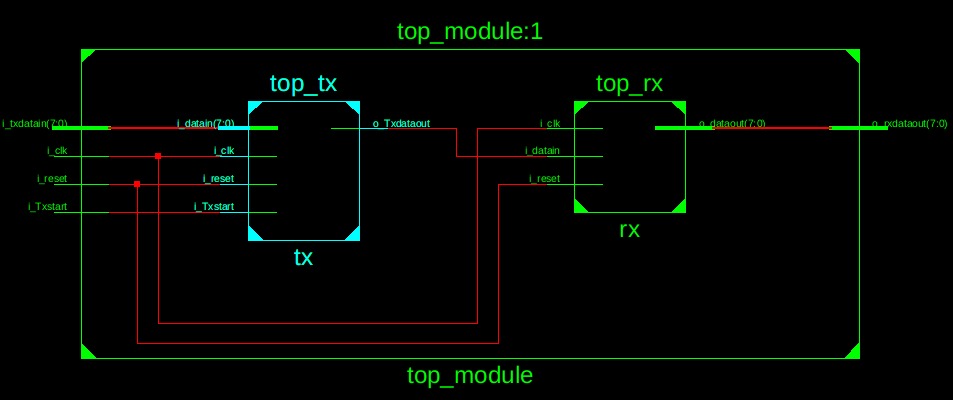 top_module:1
top_tx
top_rx
i_txdatain(7:0)
i_datain(7:0)
o_Txdataout
i_clk
o_dataout(7:0)
o_rxdataout(7:0)
i_clk
i_clk
i_datain
i_reset
i_reset
i_reset
i_Txstart
i_Txstart
rx
tx
top_module